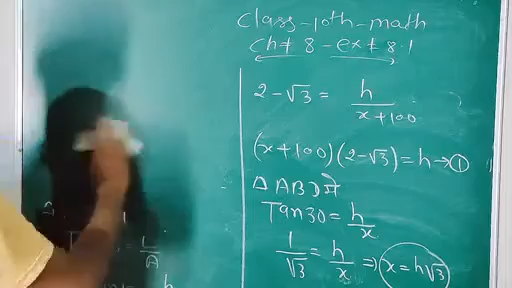 class-10th-math
ch# 8 - ex# 8.1
2-√3 = h/(x+100)
(x+100)(2-√3) = h → ①
Δ ABD में
Tan30 = h/x
1/√3 = h/x ⇒ x = h√3